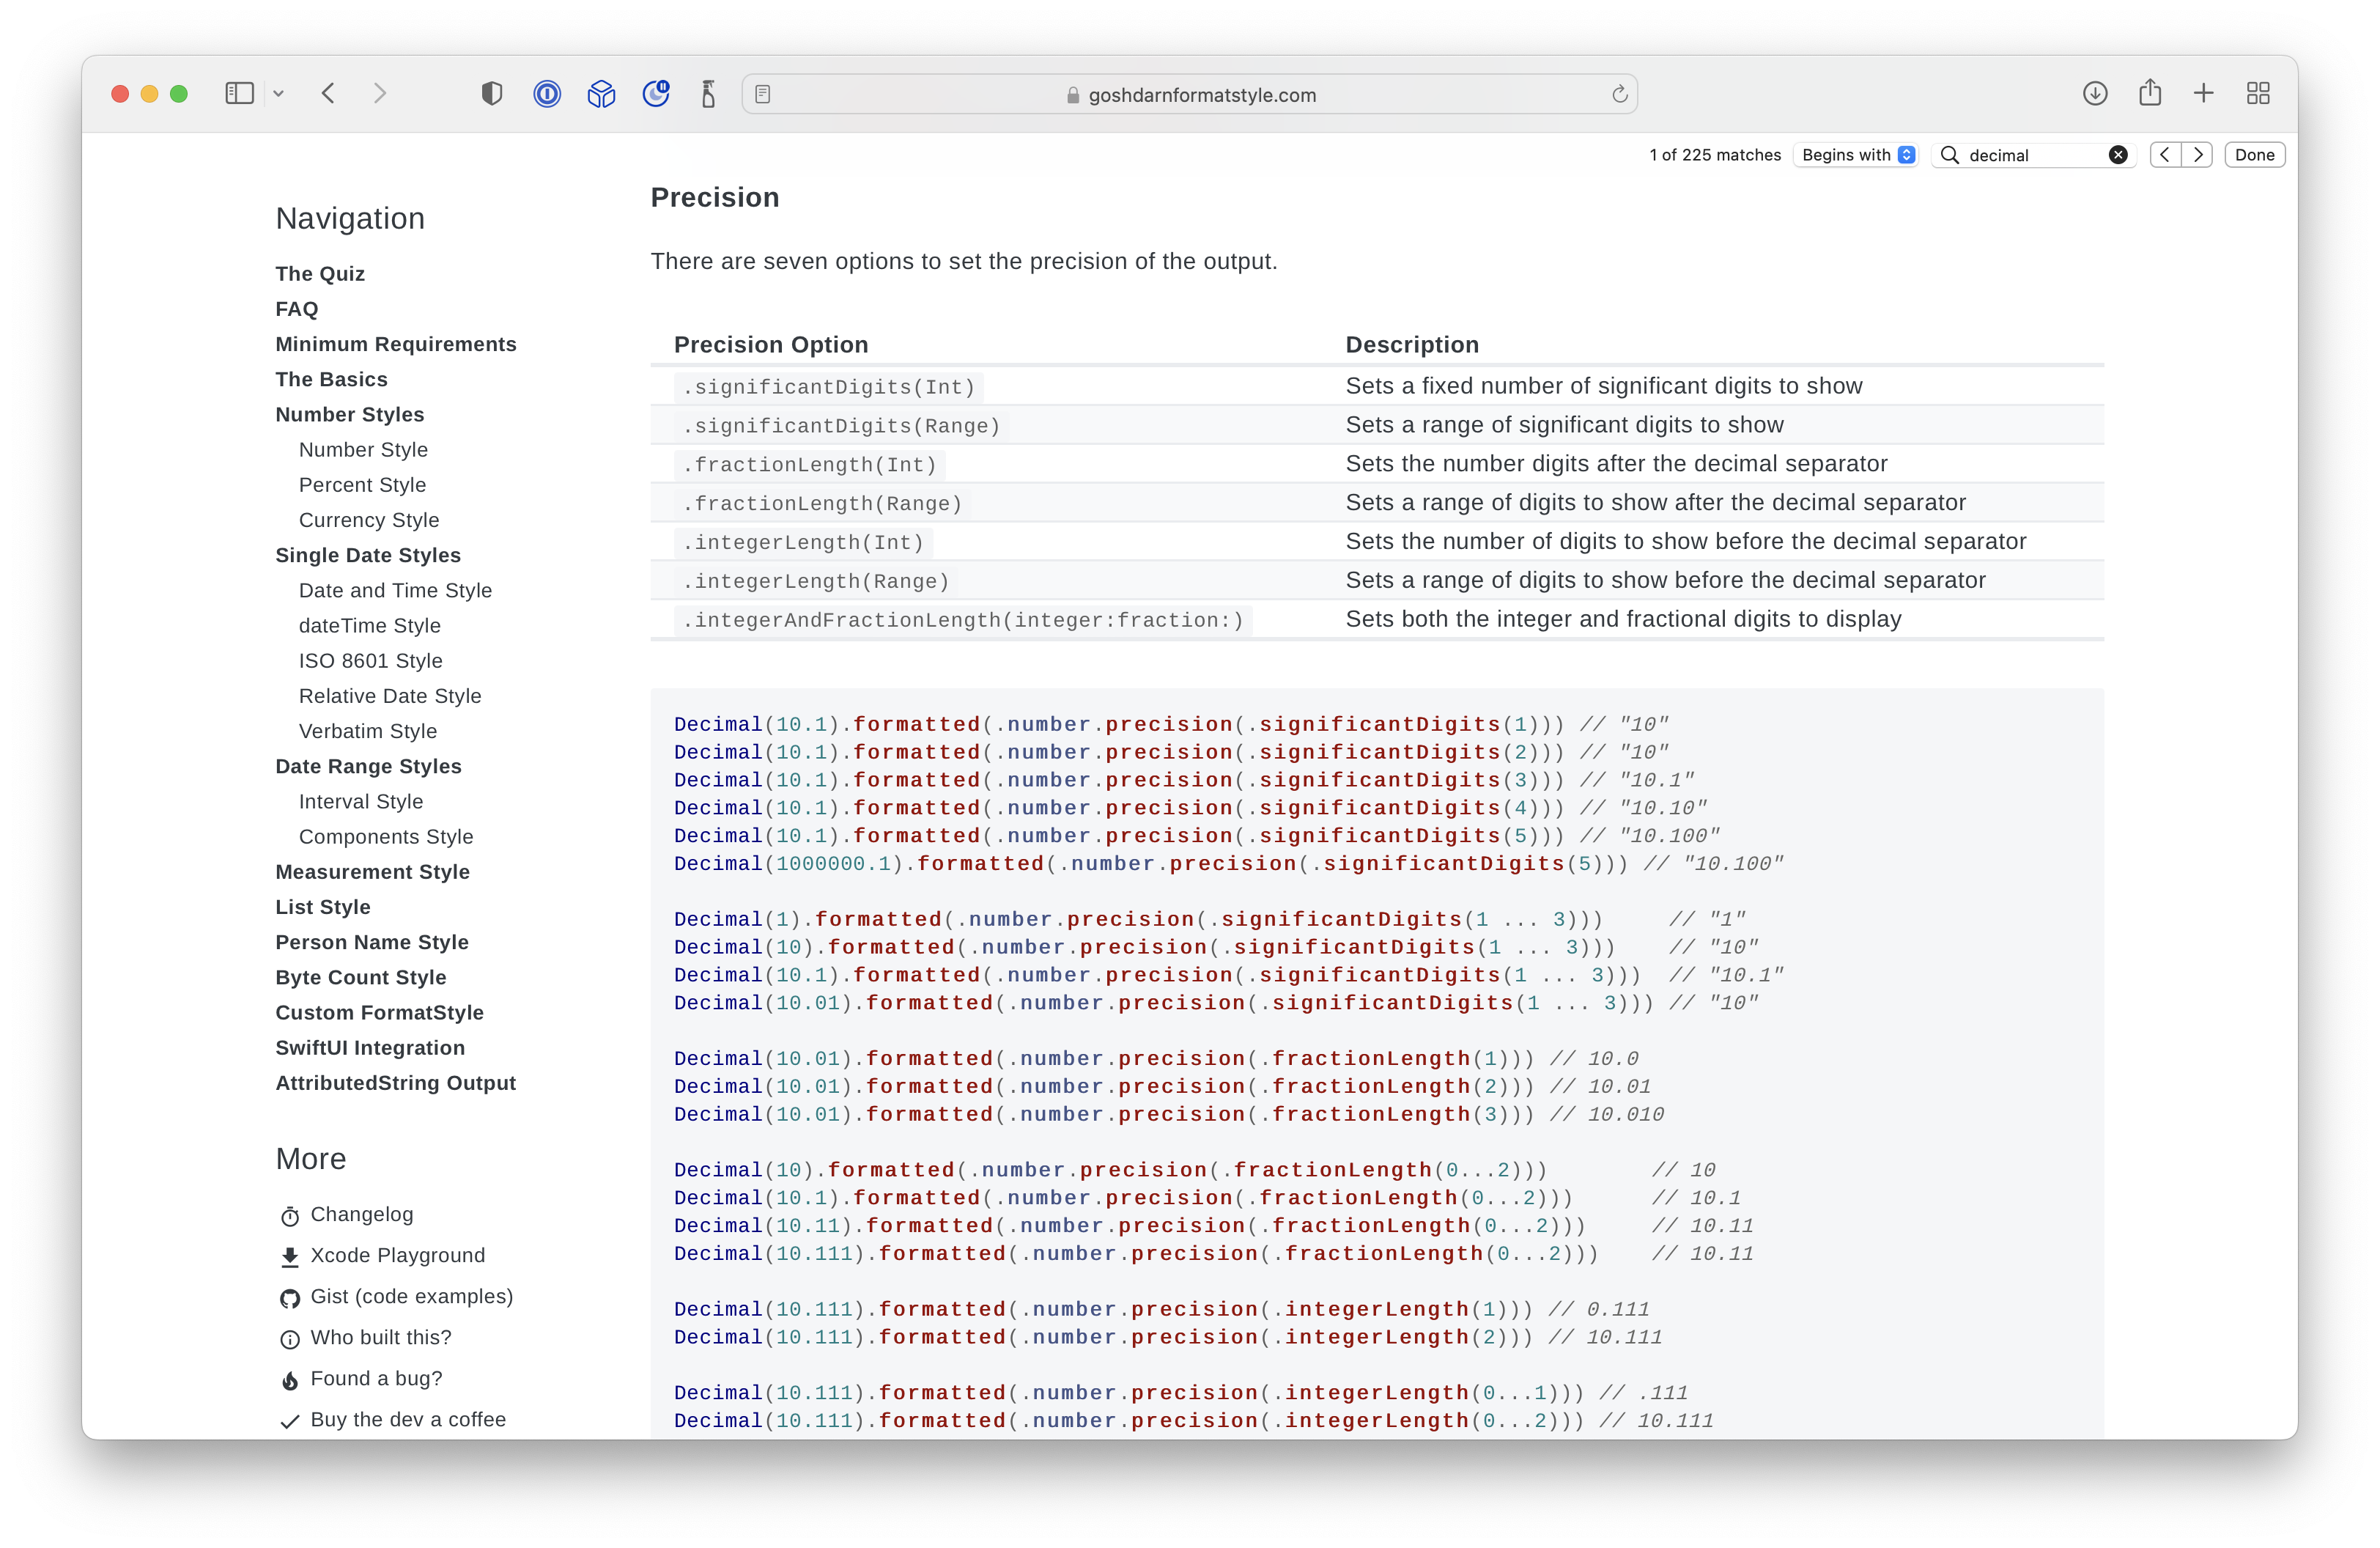 goshdarnformatstyle.com
1 of 225 matches Begins with decimal Done
Navigation
The Quiz
FAQ
Minimum Requirements
The Basics
Number Styles
Number Style
Percent Style
Currency Style
Single Date Styles
Date and Time Style
dateTime Style
ISO 8601 Style
Relative Date Style
Verbatim Style
Date Range Styles
Interval Style
Components Style
Measurement Style
List Style
Person Name Style
Byte Count Style
Custom FormatStyle
SwiftUI Integration
AttributedString Output
More
Changelog
Xcode Playground
Gist (code examples)
Who built this?
Found a bug?
Buy the dev a coffee
Precision
There are seven options to set the precision of the output.
Precision Option Description
.significantDigits(Int) Sets a fixed number of significant digits to show
.significantDigits(Range) Sets a range of significant digits to show
.fractionLength(Int) Sets the number digits after the decimal separator
.fractionLength(Range) Sets a range of digits to show after the decimal separator
.integerLength(Int) Sets the number of digits to show before the decimal separator
.integerLength(Range) Sets a range of digits to show before the decimal separator
.integerAndFractionLength(integer:fraction:) Sets both the integer and fractional digits to display
Decimal(10.1).formatted(.number.precision(.significantDigits(1))) // "10"
Decimal(10.1).formatted(.number.precision(.significantDigits(2))) // "10"
Decimal(10.1).formatted(.number.precision(.significantDigits(3))) // "10.1"
Decimal(10.1).formatted(.number.precision(.significantDigits(4))) // "10.10"
Decimal(10.1).formatted(.number.precision(.significantDigits(5))) // "10.100"
Decimal(1000000.1).formatted(.number.precision(.significantDigits(5))) // "10.100"
Decimal(1).formatted(.number.precision(.significantDigits(1 ... 3))) // "1"
Decimal(10).formatted(.number.precision(.significantDigits(1 ... 3))) // "10"
Decimal(10.1).formatted(.number.precision(.significantDigits(1 ... 3))) // "10.1"
Decimal(10.01).formatted(.number.precision(.significantDigits(1 ... 3))) // "10"
Decimal(10.01).formatted(.number.precision(.fractionLength(1))) // 10.0
Decimal(10.01).formatted(.number.precision(.fractionLength(2))) // 10.01
Decimal(10.01).formatted(.number.precision(.fractionLength(3))) // 10.010
Decimal(10).formatted(.number.precision(.fractionLength(0...2))) // 10
Decimal(10.1).formatted(.number.precision(.fractionLength(0...2))) // 10.1
Decimal(10.11).formatted(.number.precision(.fractionLength(0...2))) // 10.11
Decimal(10.111).formatted(.number.precision(.fractionLength(0...2))) // 10.11
Decimal(10.111).formatted(.number.precision(.integerLength(1))) // 0.111
Decimal(10.111).formatted(.number.precision(.integerLength(2))) // 10.111
Decimal(10.111).formatted(.number.precision(.integerLength(0...1))) // .111
Decimal(10.111).formatted(.number.precision(.integerLength(0...2))) // 10.111